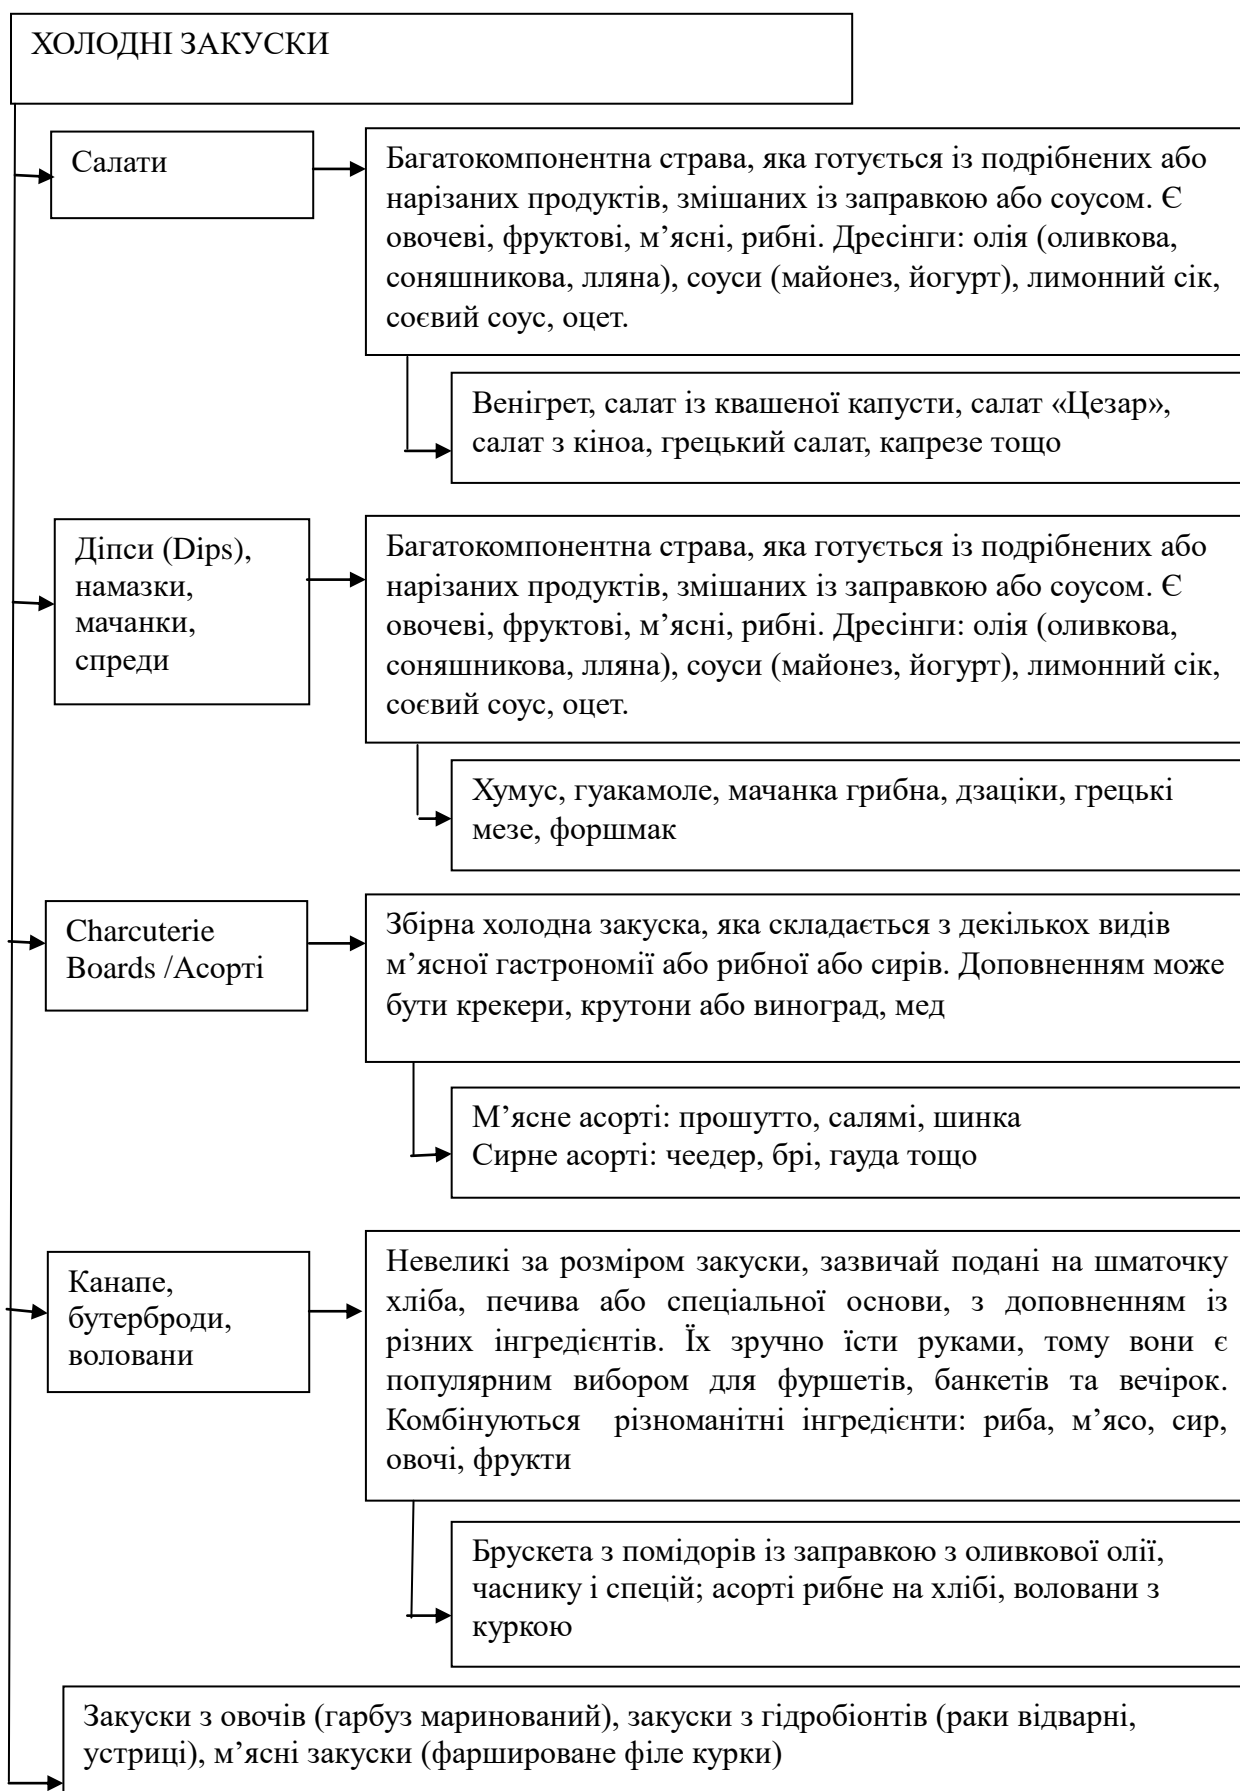 ХОЛОДНІ ЗАКУСКИ
Салати
Багатокомпонентна страва, яка готується із подрібнених або
нарізаних продуктів, змішаних із заправкою або соусом. Є
овочеві, фруктові, м’ясні, рибні. Дресінги: олія (оливкова,
соняшникова, лляна), соуси (майонез, йогурт), лимонний сік,
соєвий соус, оцет.
Венігрет, салат із квашеної капусти, салат «Цезар»,
салат з кіноа, грецький салат, капрезе тощо
Діпси (Dips),
намазки,
мачанки,
спреди
Багатокомпонентна страва, яка готується із подрібнених або
нарізаних продуктів, змішаних із заправкою або соусом. Є
овочеві, фруктові, м’ясні, рибні. Дресінги: олія (оливкова,
соняшникова, лляна), соуси (майонез, йогурт), лимонний сік,
соєвий соус, оцет.
Хумус, гуакамоле, мачанка грибна, дзаціки, грецькі
мезе, форшмак
Charcuterie
Boards /Асорті
Збірна холодна закуска, яка складається з декількох видів
м’ясної гастрономії або рибної або сирів. Доповненням може
бути крекери, крутони або виноград, мед
М’ясне асорті: прошутто, салямі, шинка
Сирне асорті: чеедер, брі, гауда тощо
Канапе,
бутерброди,
воловани
Невеликі за розміром закуски, зазвичай подані на шматочку
хліба, печива або спеціальної основи, з доповненням із
різних інгредієнтів. Їх зручно їсти руками, тому вони є
популярним вибором для фуршетів, банкетів та вечірок.
Комбінуються різноманітні інгредієнти: риба, м’ясо, сир,
овочі, фрукти
Брускета з помідорів із заправкою з оливкової олії,
часнику і спецій; асорті рибне на хлібі, воловани з
куркою
Закуски з овочів (гарбуз маринований), закуски з гідробіонтів (раки відварні,
устриці), м’ясні закуски (фаршироване філе курки)